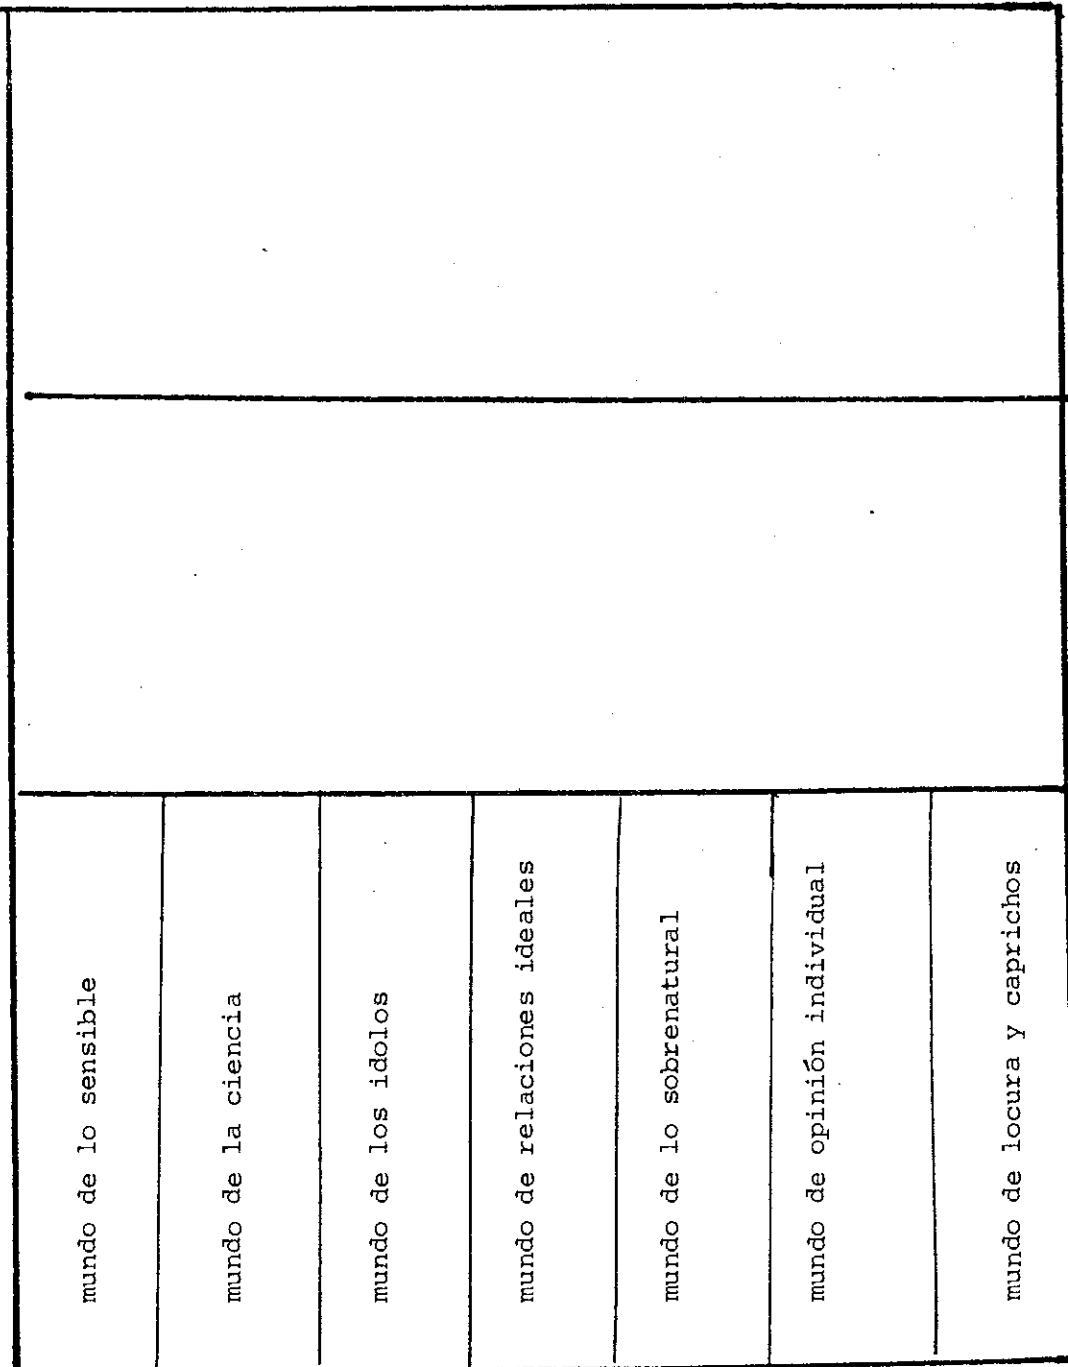 mundo de lo sensible
mundo de la ciencia
mundo de los idolos
mundo de relaciones ideales
mundo de lo sobrenatural
mundo de opinión individual
mundo de locura y caprichos